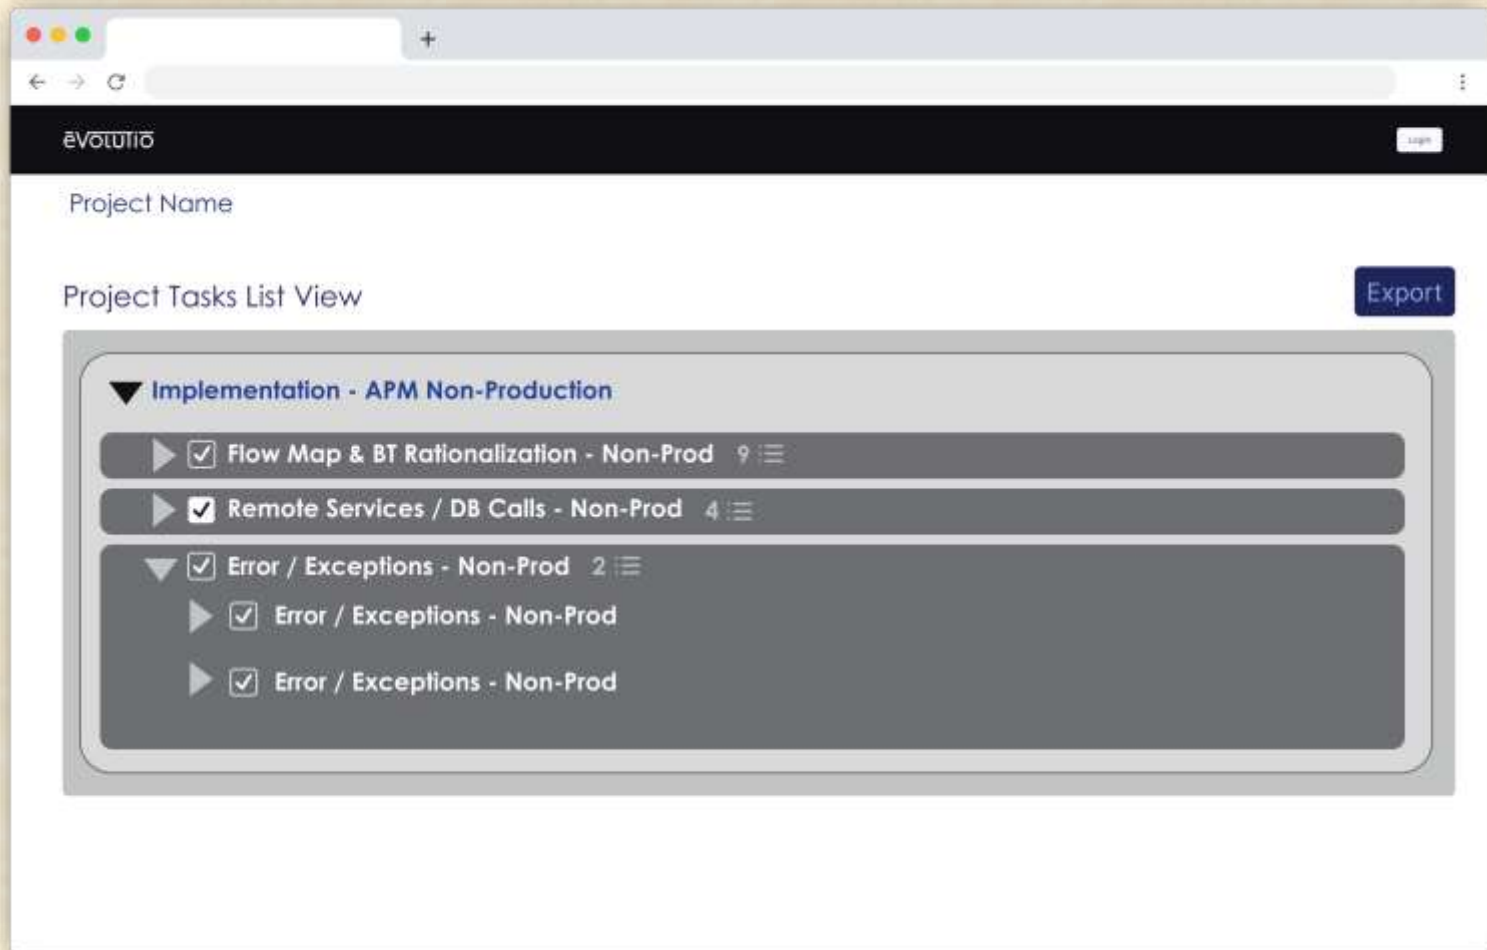 ēVOLUTIŌ
Login
Project Name
Project Tasks List View
Export
Implementation - APM Non-Production
Flow Map & BT Rationalization - Non-Prod 9
Remote Services / DB Calls - Non-Prod 4
Error / Exceptions - Non-Prod 2
Error / Exceptions - Non-Prod
Error / Exceptions - Non-Prod